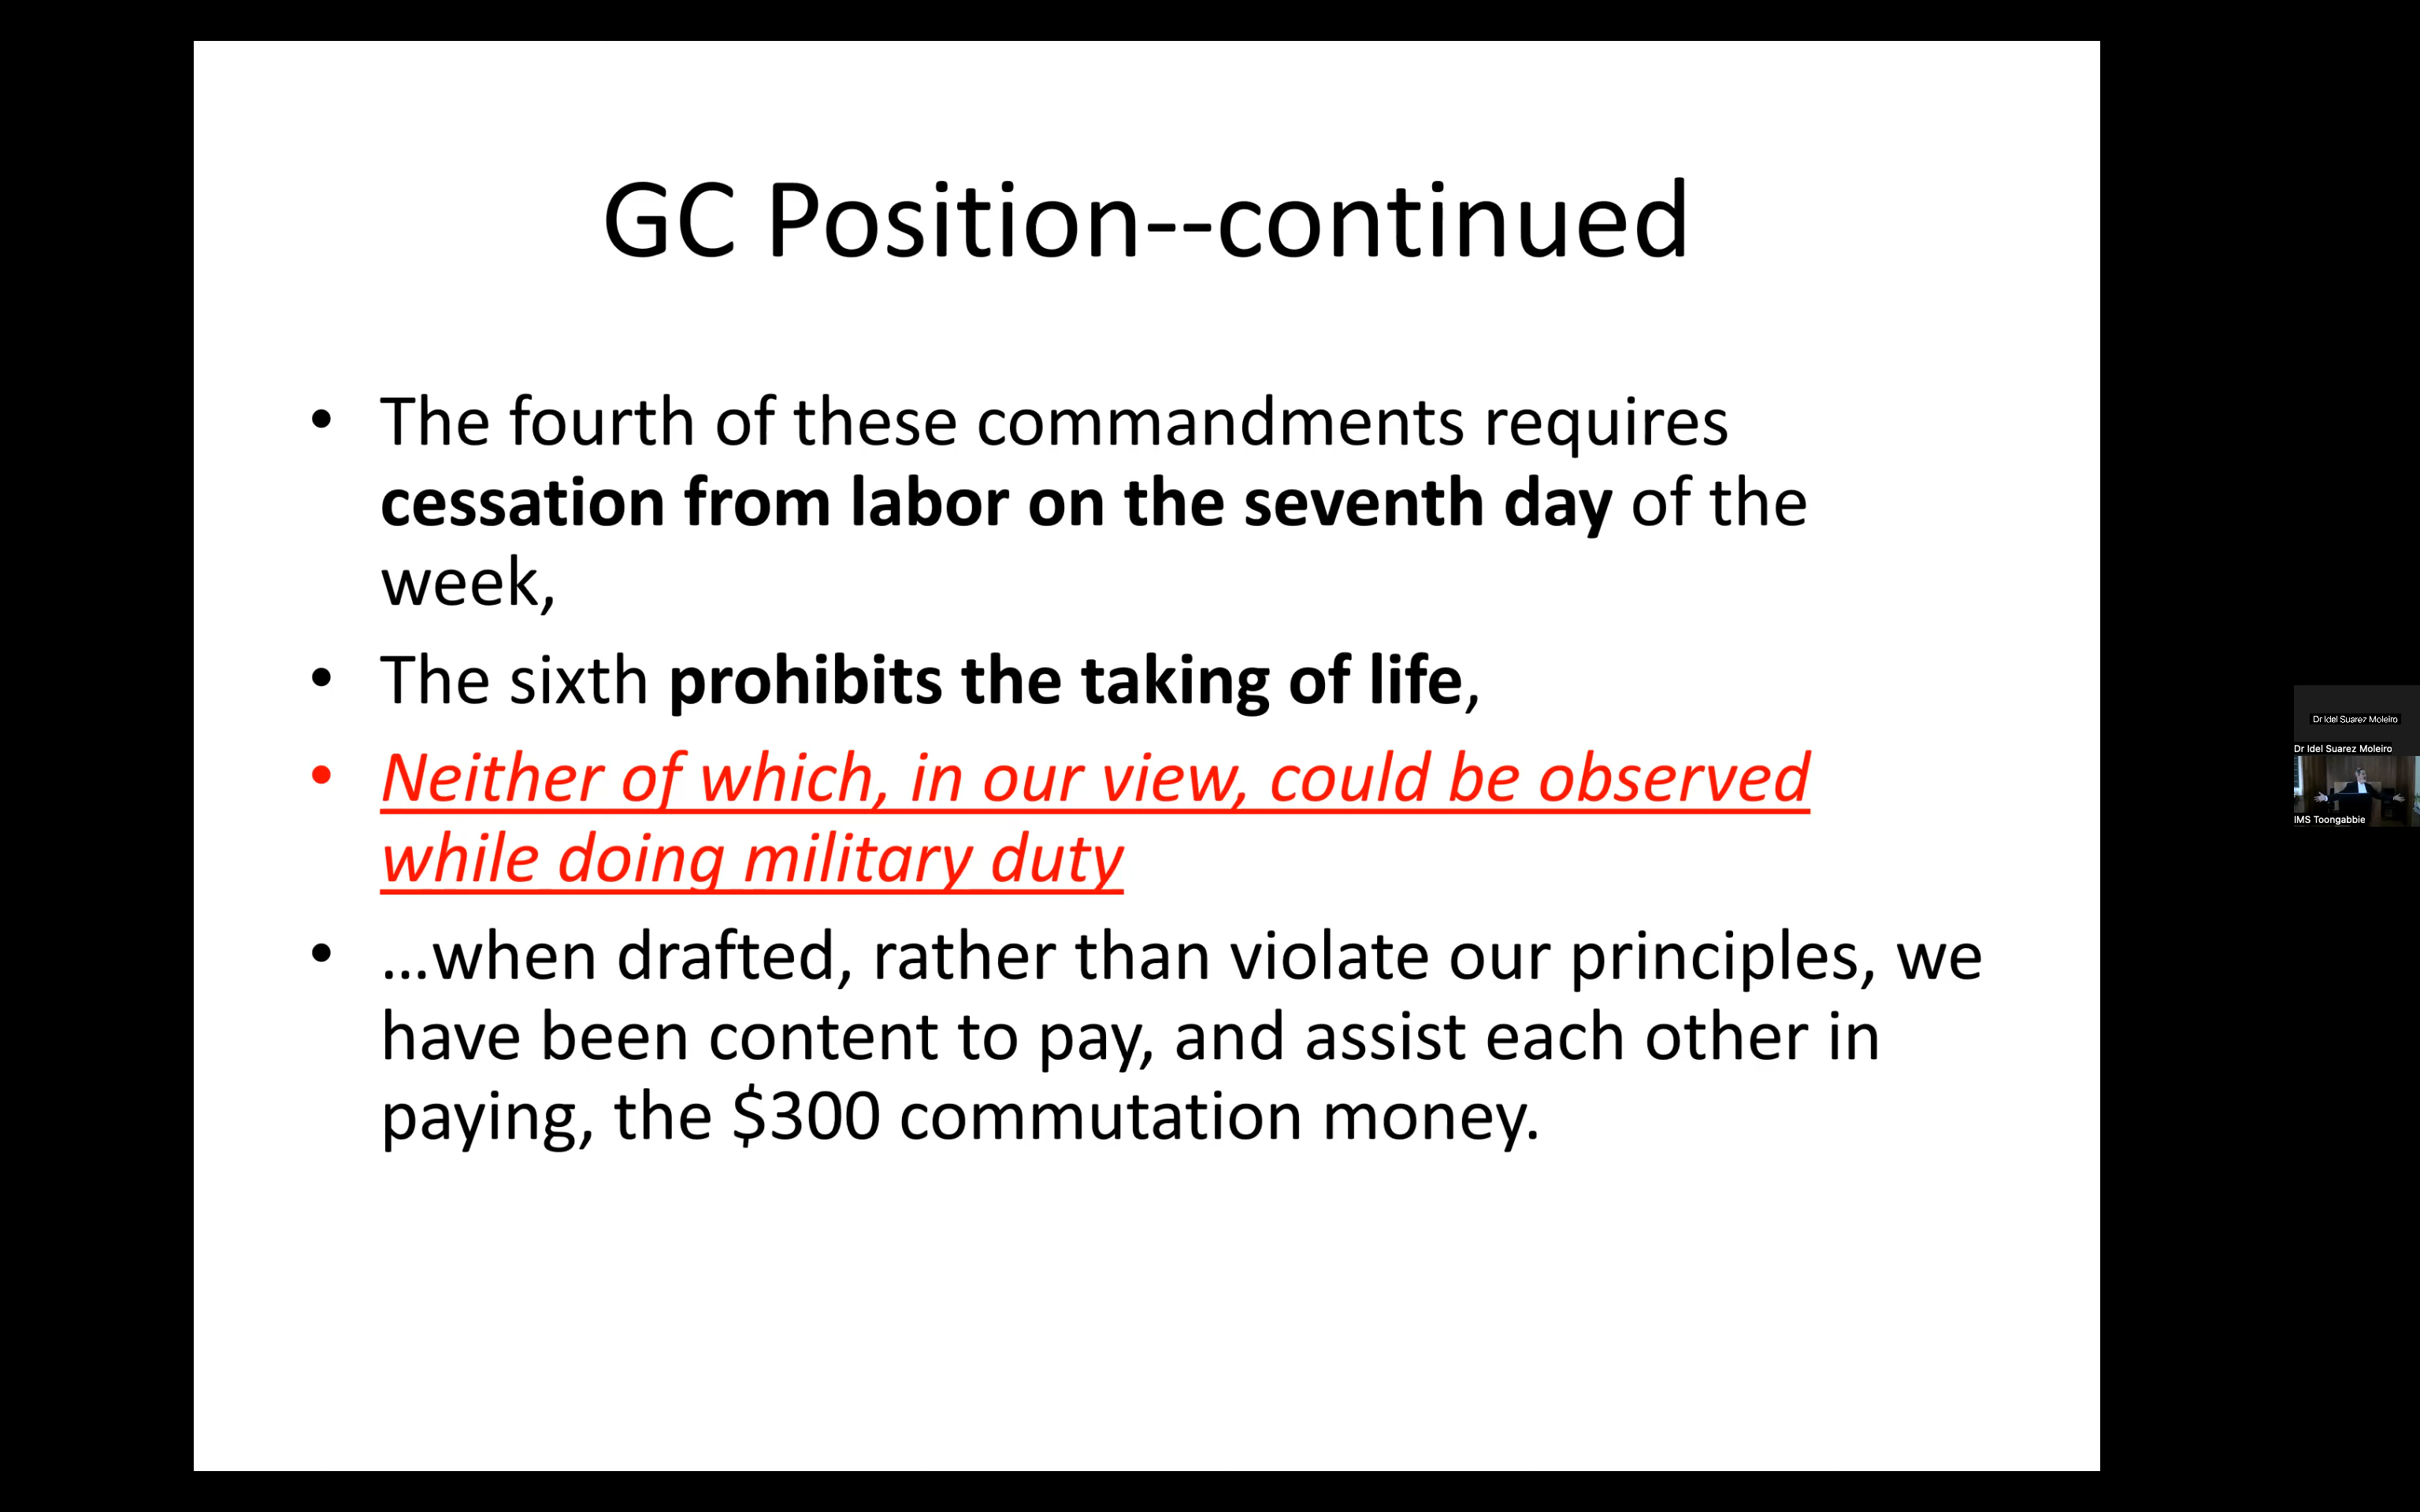 GC Position--continued
• The fourth of these commandments requires
cessation from labor on the seventh day of the
week,
• The sixth prohibits the taking of life,
• Neither of which, in our view, could be observed
while doing military duty
• …when drafted, rather than violate our principles, we
have been content to pay, and assist each other in
paying, the $300 commutation money.
Dr Idel Suarez Moleiro
Dr Idel Suarez Moleiro
IMS Toongabbie